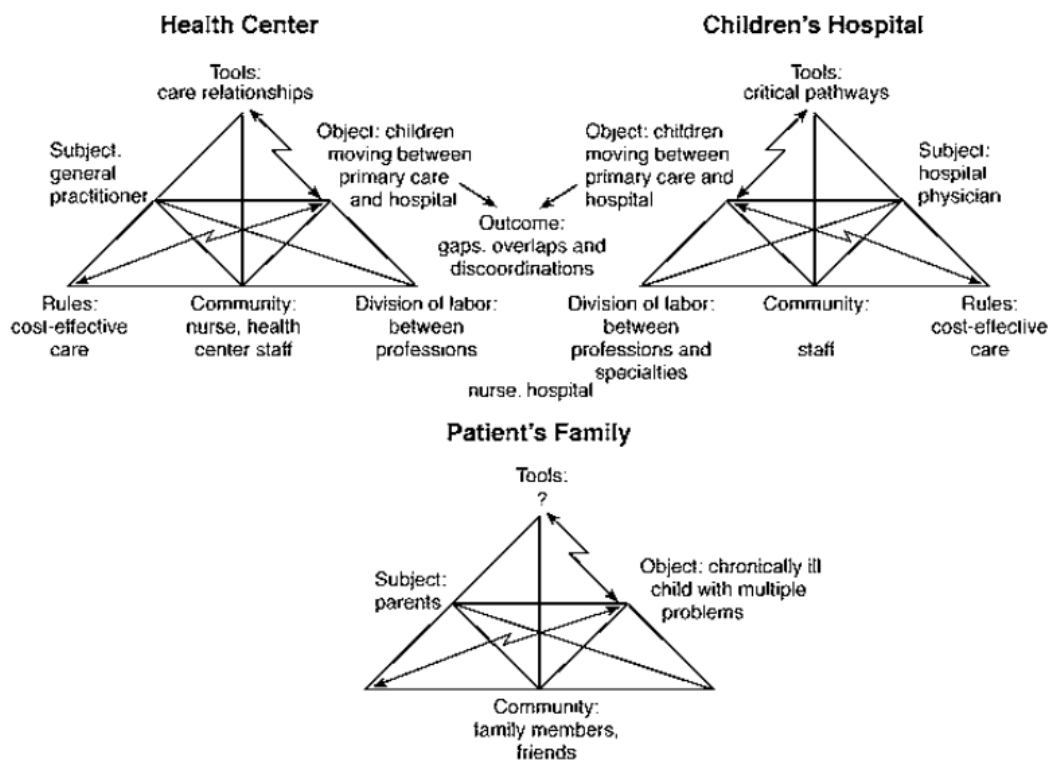 Health Center
Tools:
care relationships
Subject.
general
practitioner
Object: children
moving between
primary care
and hospital
Rules:
cost-effective
care
Community:
nurse, health
center staff
Division of labor:
between
professions
Outcome:
gaps. overlaps and
discoordinations
Children's Hospital
Tools:
critical pathways
Object: children
moving between
primary care and
hospital
Subject:
hospital
physician
Division of labor:
between
professions and
specialties
Community:
staff
Rules:
cost-effective
care
nurse. hospital
Patient's Family
Tools:
?
Subject:
parents
Object: chronically ill
child with multiple
problems
Community:
family members,
friends